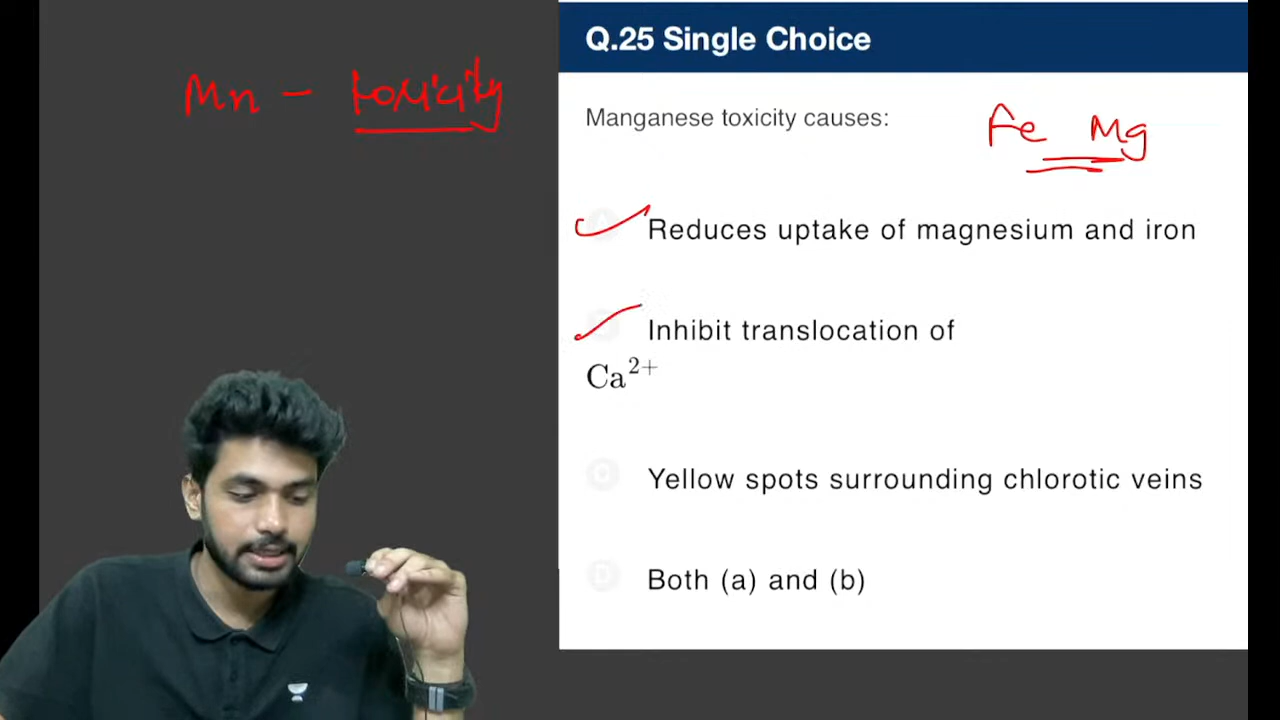 Q.25 Single Choice
Mn - toxicity
Manganese toxicity causes:
Fe Mg
Reduces uptake of magnesium and iron
Inhibit translocation of
Ca²⁺
C Yellow spots surrounding chlorotic veins
D Both (a) and (b)